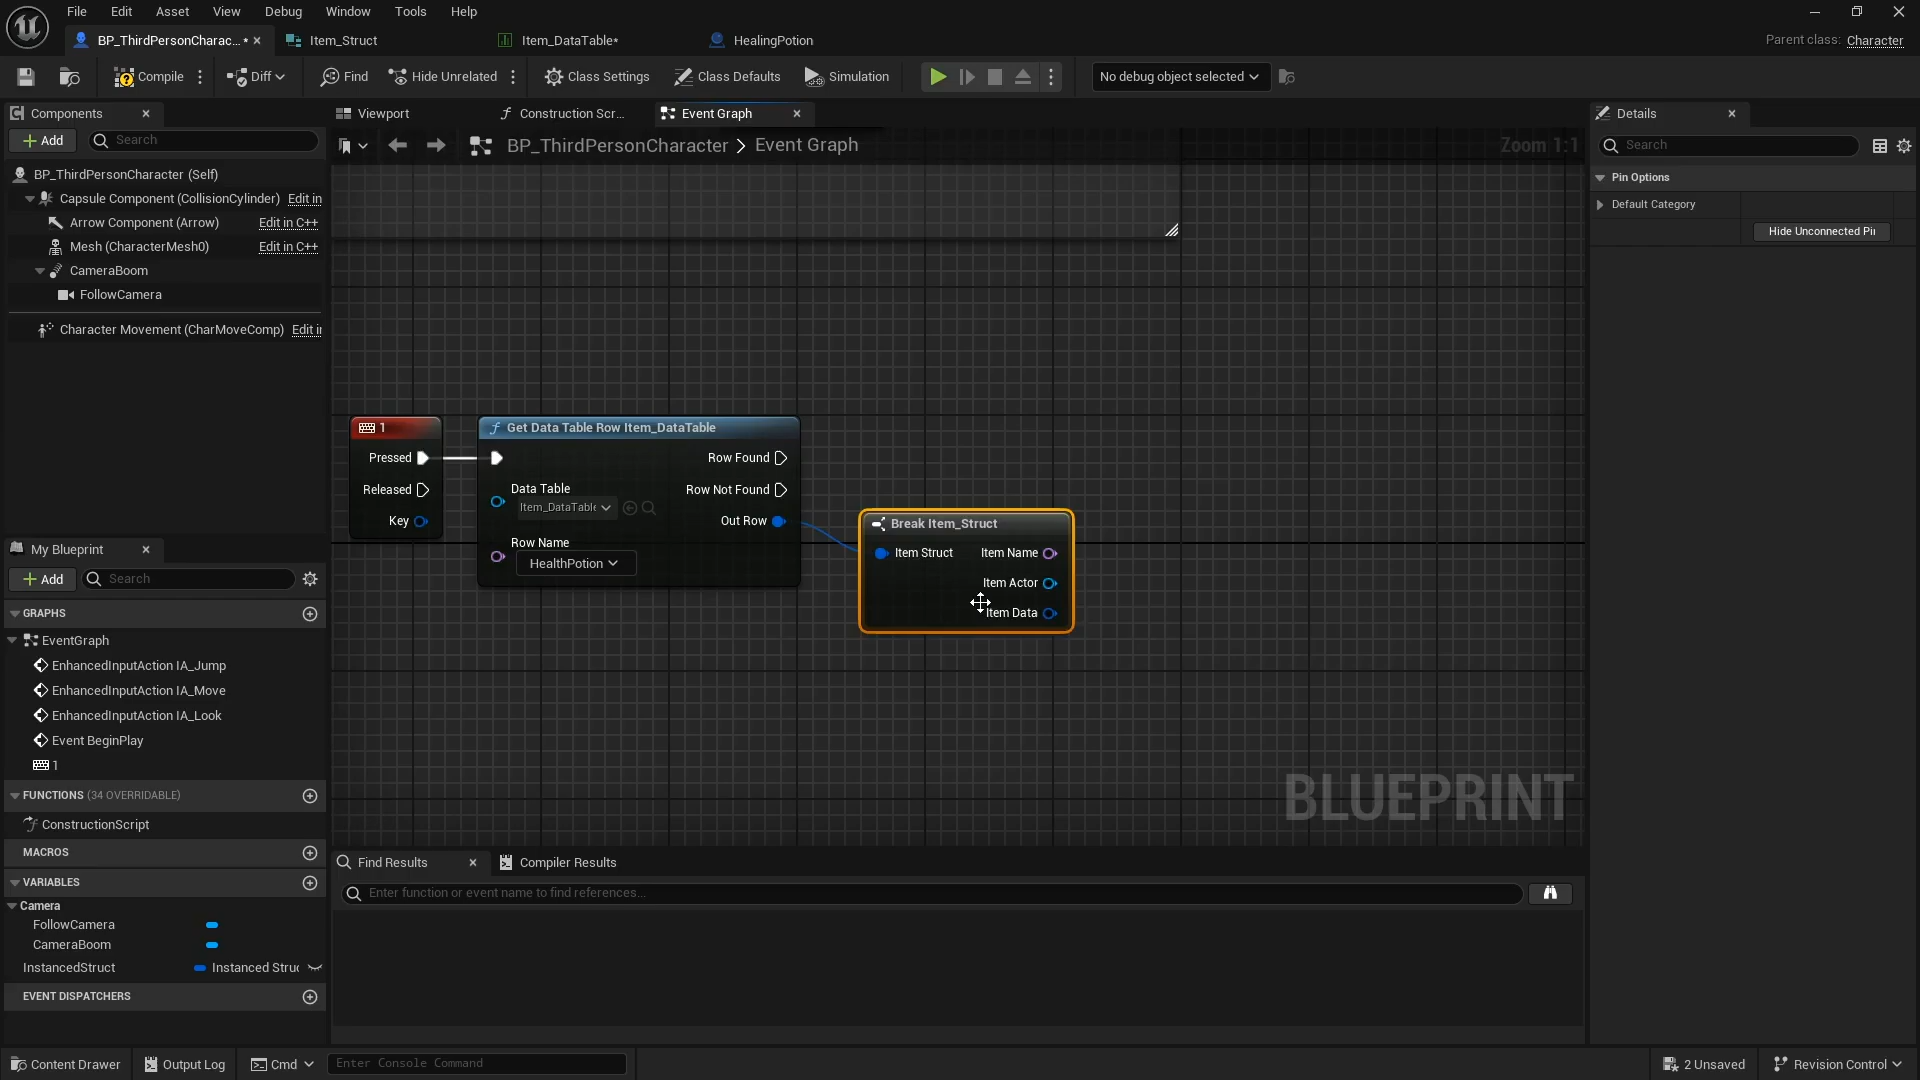 File Edit Asset View Debug Window Tools Help
BP_ThirdPersonCharac... * Item_Struct Item_DataTable* HealingPotion Parent class: Character
Compile Diff Find Hide Unrelated Class Settings Class Defaults Simulation No debug object selected
Components Viewport Construction Scr... Event Graph Details
Add Search BP_ThirdPersonCharacter > Event Graph Zoom 1:1 Search
BP_ThirdPersonCharacter (Self) Pin Options
Capsule Component (CollisionCylinder) Edit in Default Category
Arrow Component (Arrow) Edit in C++ Hide Unconnected Pi
Mesh (CharacterMesh0) Edit in C++
CameraBoom
FollowCamera
Character Movement (CharMoveComp) Edit i
1 Get Data Table Row Item_DataTable
Pressed Row Found
Released Data Table Row Not Found
Item_DataTable
Key Out Row
Row Name
HealthPotion
Break Item_Struct
Item Struct Item Name
Item Actor
Item Data
My Blueprint
Add Search
GRAPHS
EventGraph
EnhancedInputAction IA_Jump
EnhancedInputAction IA_Move
EnhancedInputAction IA_Look
Event BeginPlay
1
FUNCTIONS (34 OVERRIDABLE)
ConstructionScript
MACROS
VARIABLES
Camera
FollowCamera
CameraBoom
InstancedStruct Instanced Struc
EVENT DISPATCHERS
BLUEPRINT
Find Results Compiler Results
Enter function or event name to find references...
Content Drawer Output Log Cmd Enter Console Command 2 Unsaved Revision Control